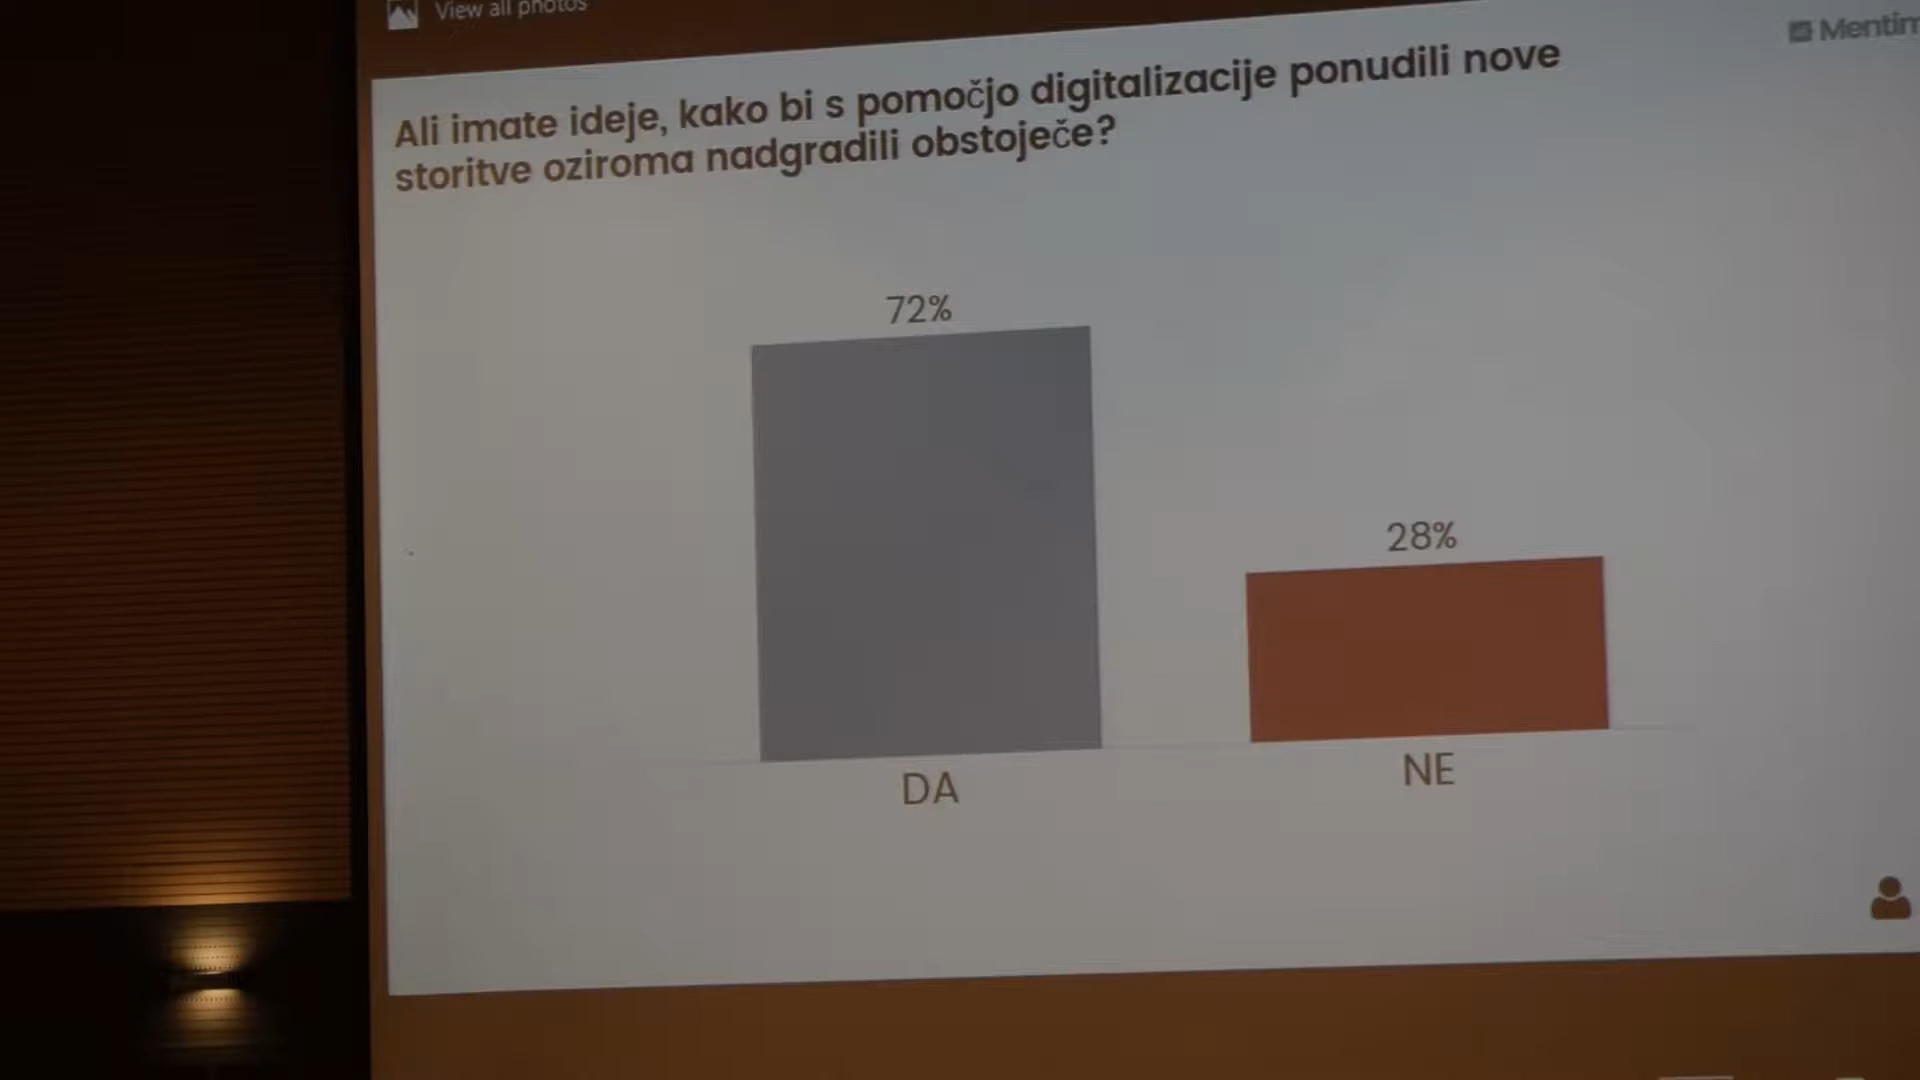 View all photos
Ali imate ideje, kako bi s pomočjo digitalizacije ponudili nove
storitve oziroma nadgradili obstoječe?
72%
28%
DA
NE